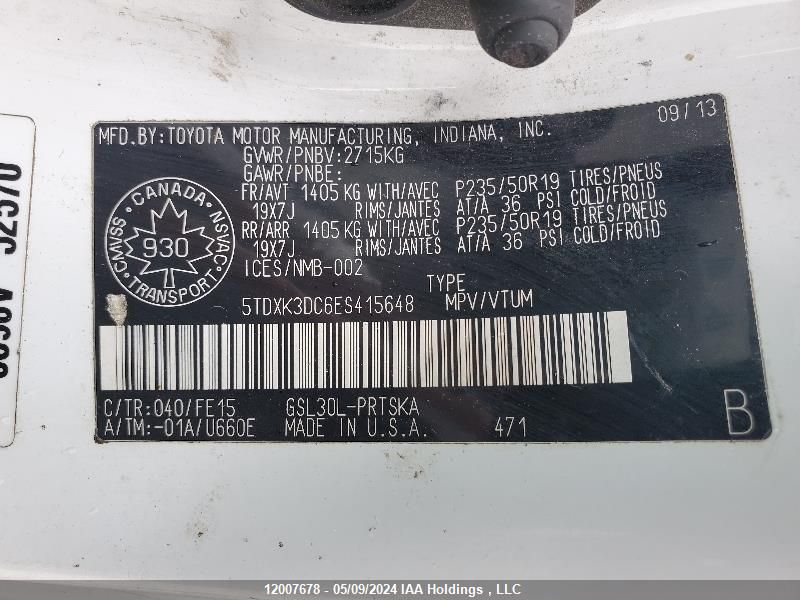 MFD.BY:TOYOTA MOTOR MANUFACTURING, INDIANA, INC. 09/13
GVWR/PNBV:2715KG
GAWR/PNBE:
FR/AVT 1405KG WITH/AVEC P235/50R19 TIRES/PNEUS
19X7J RIMS/JANTES AT/A 36 PSI COLD/FROID
RR/ARR 1405KG WITH/AVEC P235/50R19 TIRES/PNEUS
19X7J RIMS/JANTES AT/A 36 PSI COLD/FROID
ICES/NMB-002
CANADA
CMVSS 930 NSVAC
TRANSPORT
TYPE
5TDXK3DC6ES415648 MPV/VTUM
C/TR:040/FE15 GSL30L-PRTSKA
A/TM:-01A/U660E MADE IN U.S.A. 471 B
12007678 - 05/09/2024 IAA Holdings , LLC